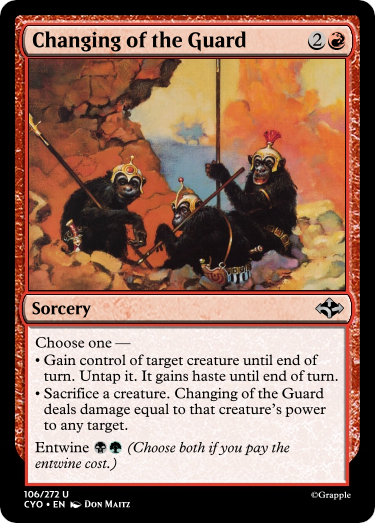 Changing of the Guard 2
Sorcery
Choose one —
• Gain control of target creature until end of
turn. Untap it. It gains haste until end of turn.
• Sacrifice a creature. Changing of the Guard
deals damage equal to that creature's power
to any target.
Entwine (Choose both if you pay the
entwine cost.)
106/272 U
CYO • EN Don Maitz
©Grapple